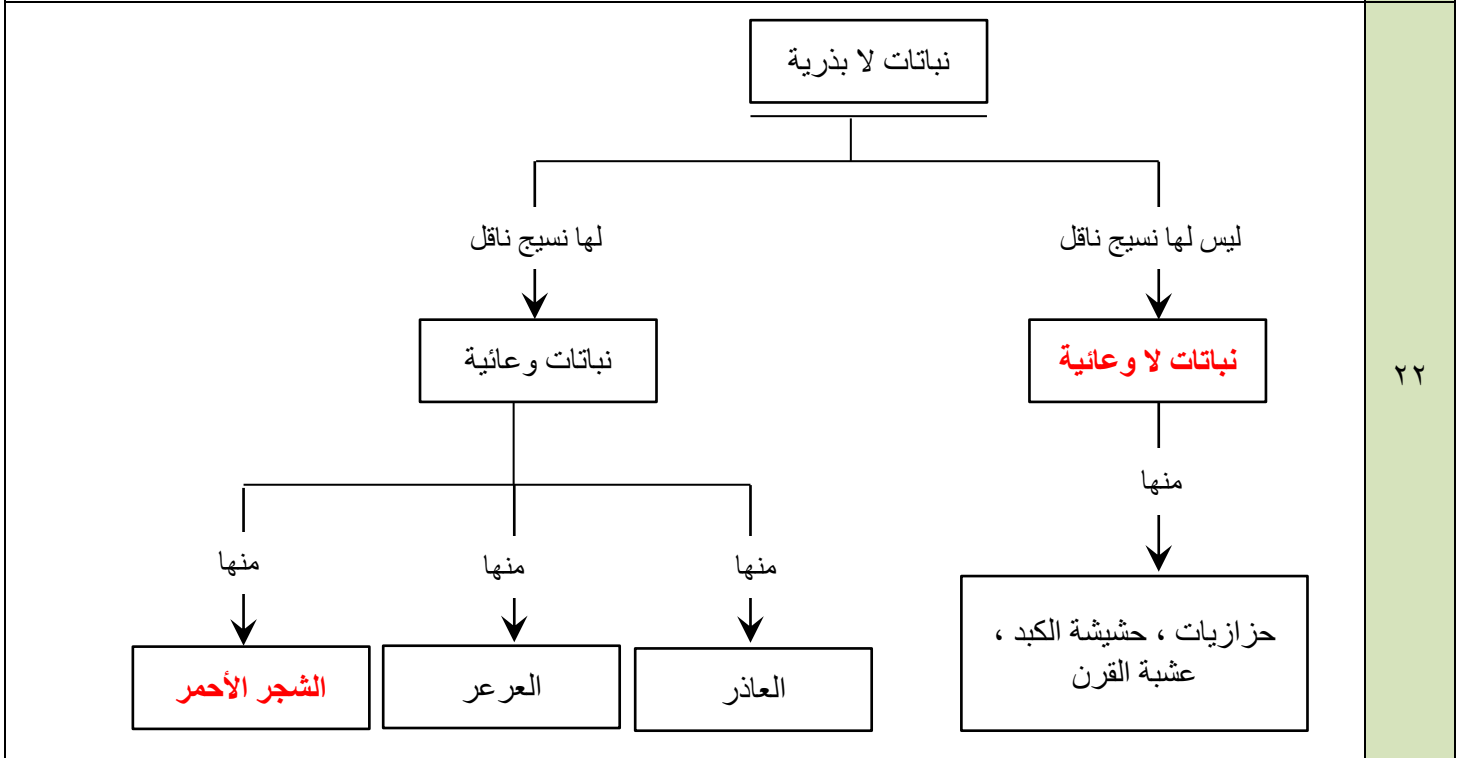 نباتات لا بذرية
ليس لها نسيج ناقل
لها نسيج ناقل
نباتات لا وعائية
نباتات وعائية
٢٢
منها
منها
منها
منها
حزازيات ، حشيشة الكبد ،
عشبة القرن
العاذر
العرعر
الشجر الأحمر